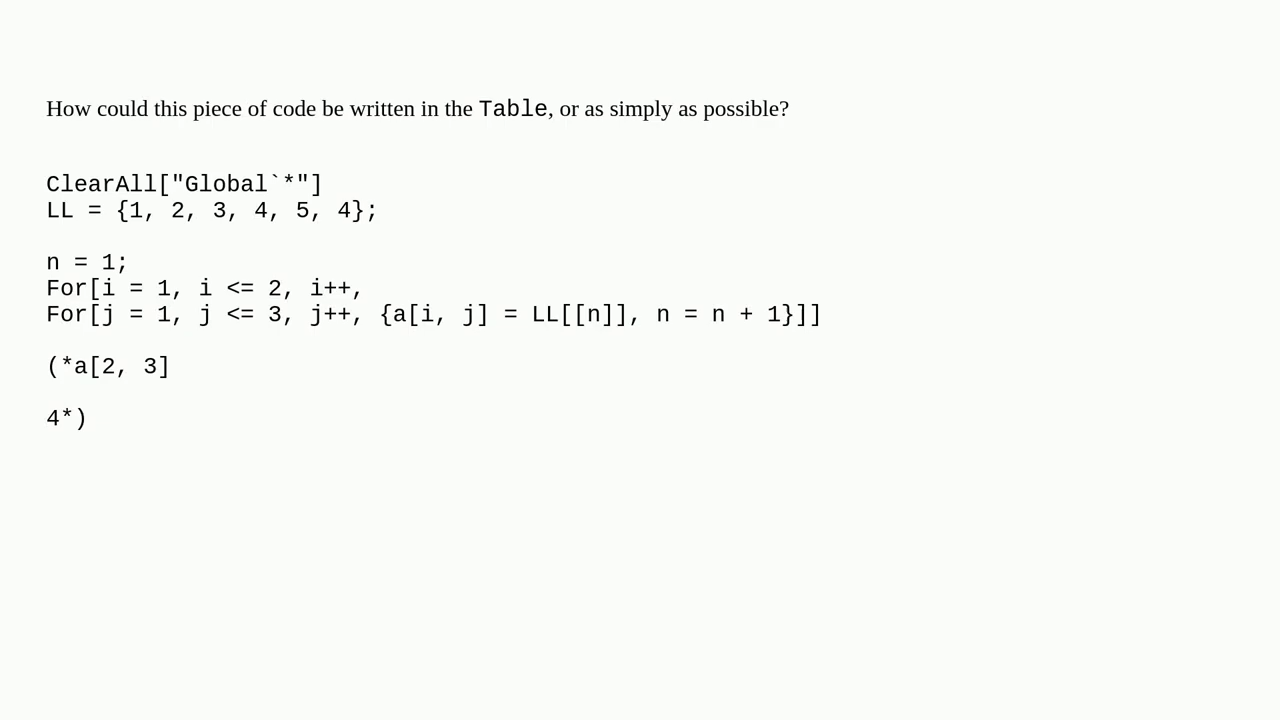 How could this piece of code be written in the Table, or as simply as possible?
ClearAll["Global`*"]
LL = {1, 2, 3, 4, 5, 4};
n = 1;
For[i = 1, i <= 2, i++,
For[j = 1, j <= 3, j++, {a[i, j] = LL[[n]], n = n + 1}]]
(*a[2, 3]
4*)